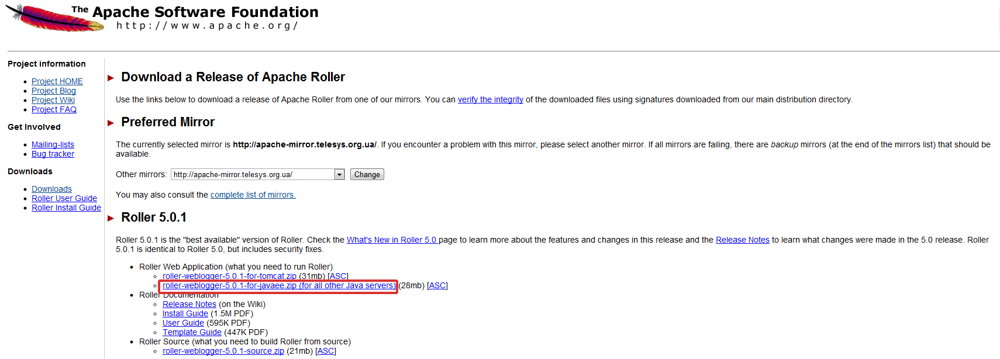 The Apache Software Foundation
http://www.apache.org/
Project information
Project HOME
Project Blog
Project Wiki
Project FAQ
Get Involved
Mailing-lists
Bug tracker
Downloads
Downloads
Roller User Guide
Roller Install Guide
Download a Release of Apache Roller
Use the links below to download a release of Apache Roller from one of our mirrors. You can verify the integrity of the downloaded files using signatures downloaded from our main distribution directory.
Preferred Mirror
The currently selected mirror is http://apache-mirror.telesys.org.ua/. If you encounter a problem with this mirror, please select another mirror. If all mirrors are failing, there are backup mirrors (at the end of the mirrors list) that should be
available.
Other mirrors: http://apache-mirror.telesys.org.ua/ Change
You may also consult the complete list of mirrors.
Roller 5.0.1
Roller 5.0.1 is the "best available" version of Roller. Check the What's New in Roller 5.0 page to learn more about the features and changes in this release and the Release Notes to learn what changes were made in the 5.0 release. Roller
5.0.1 is identical to Roller 5.0, but includes security fixes.
Roller Web Application (what you need to run Roller)
roller-weblogger-5.0.1-for-tomcat.zip (31mb) [ASC]
roller-weblogger-5.0.1-for-javaee.zip (for all other Java servers) (28mb) [ASC]
Roller Documentation
Release Notes (on the Wiki)
Install Guide (1.5M PDF)
User Guide (595K PDF)
Template Guide (447K PDF)
Roller Source (what you need to build Roller from source)
roller-weblogger-5.0.1-source.zip (21mb) [ASC]